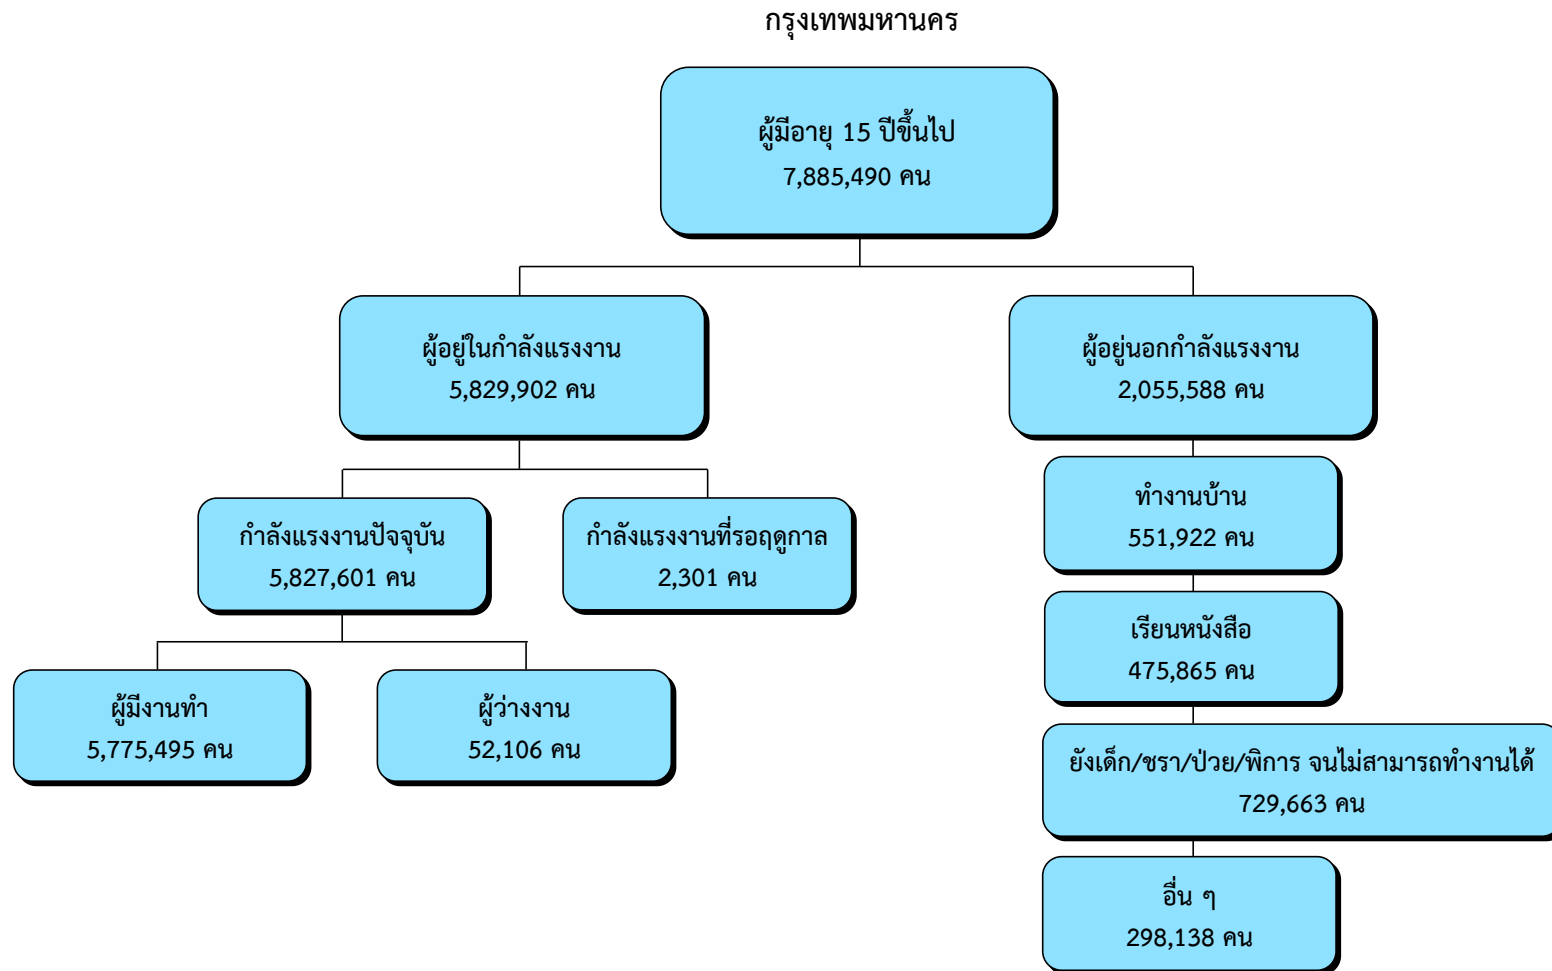 กรุงเทพมหานคร
ผู้มีอายุ 15 ปีขึ้นไป
7,885,490 คน
ผู้อยู่ในกำลังแรงงาน
5,829,902 คน
ผู้อยู่นอกกำลังแรงงาน
2,055,588 คน
กำลังแรงงานปัจจุบัน
5,827,601 คน
กำลังแรงงานที่รอฤดูกาล
2,301 คน
ผู้มีงานทำ
5,775,495 คน
ผู้ว่างงาน
52,106 คน
ทำงานบ้าน
551,922 คน
เรียนหนังสือ
475,865 คน
ยังเด็ก/ชรา/ป่วย/พิการ จนไม่สามารถทำงานได้
729,663 คน
อื่น ๆ
298,138 คน